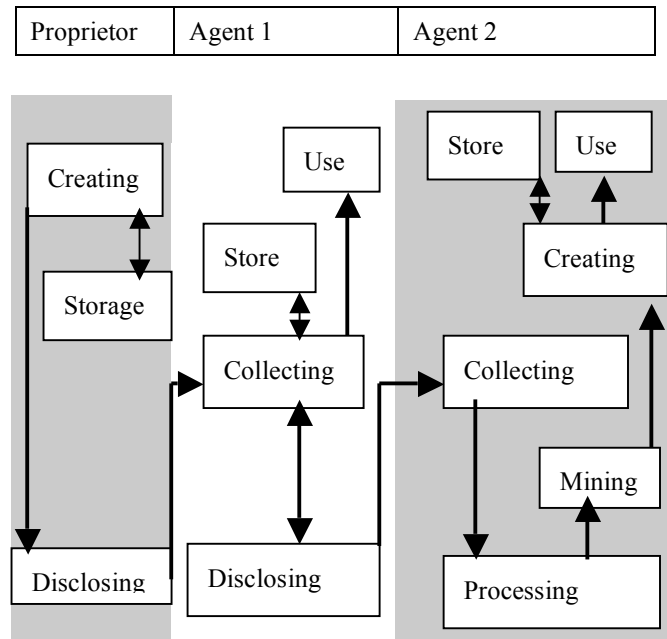 Proprietor Agent 1 Agent 2
Creating
Storage
Disclosing
Use
Store
Collecting
Disclosing
Store Use
Creating
Collecting
Mining
Processing